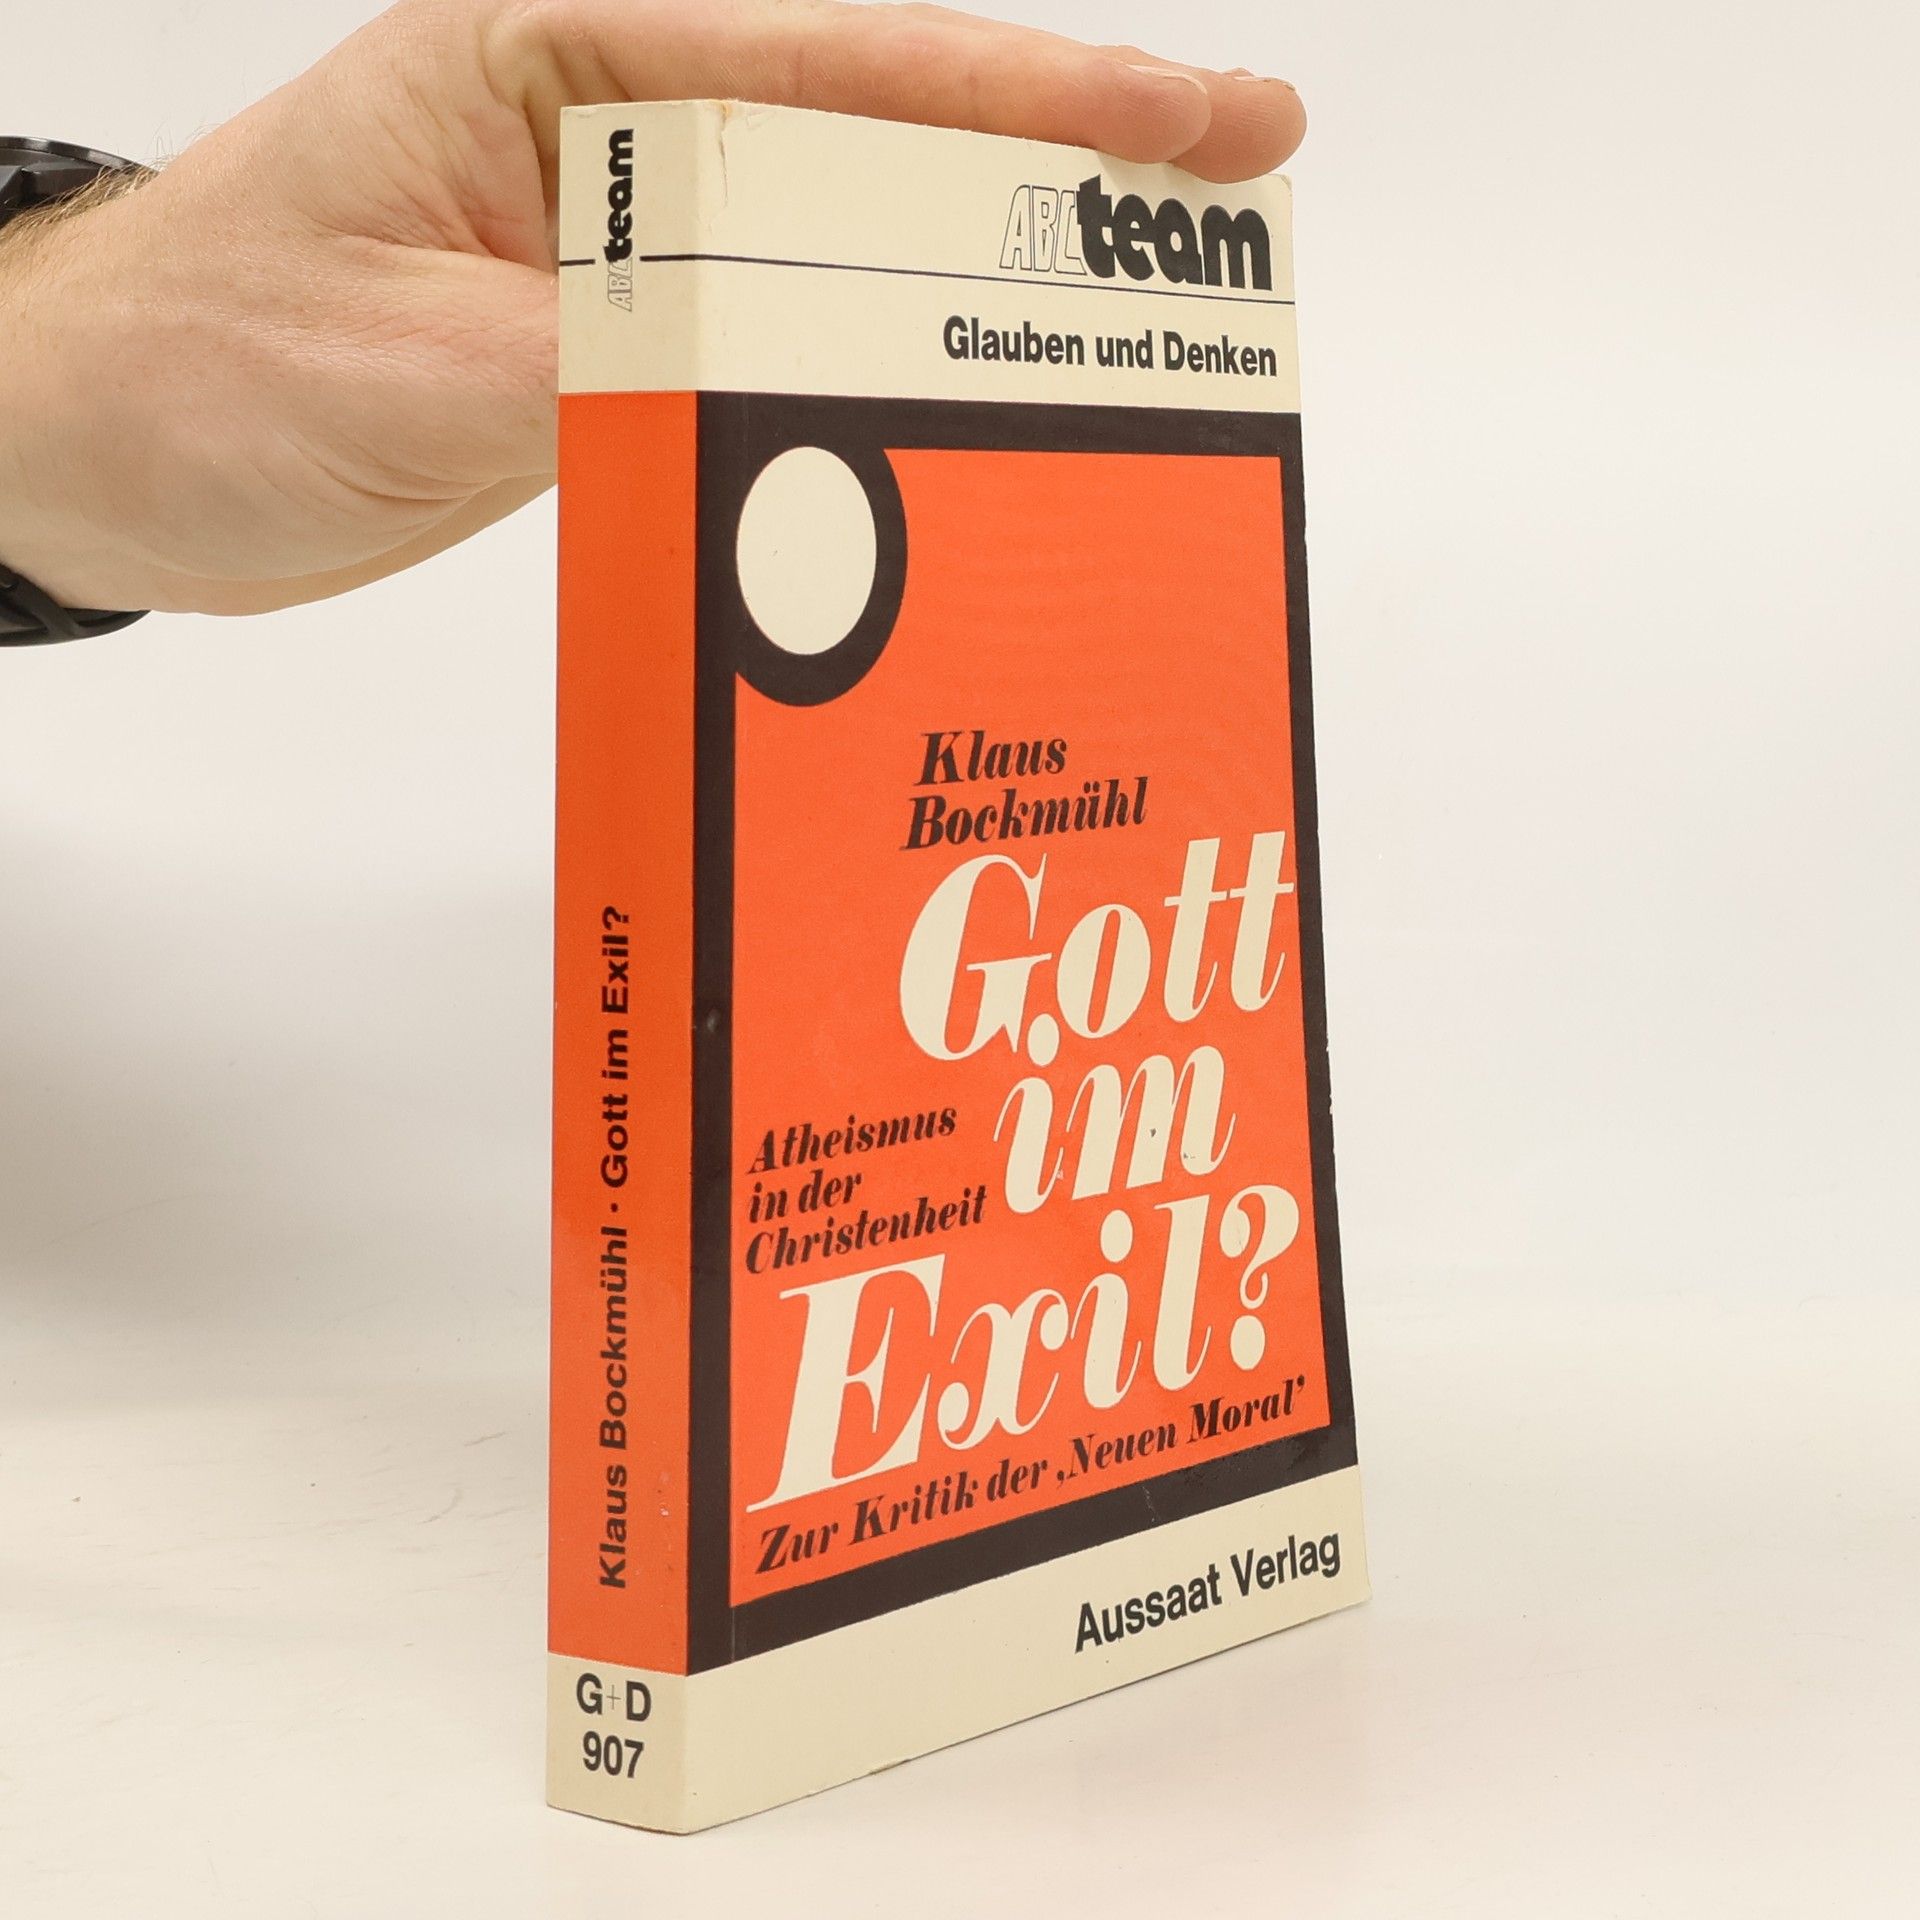 ABCteam
Glauben und Denken
Klaus
Bockmühl
Gott
im
Atheismus
in der
Christenheit
Exil?
Zur Kritik der ‚Neuen Moral’
Aussaat Verlag
ABCteam
Klaus Bockmühl · Gott im Exil?
G+D
907